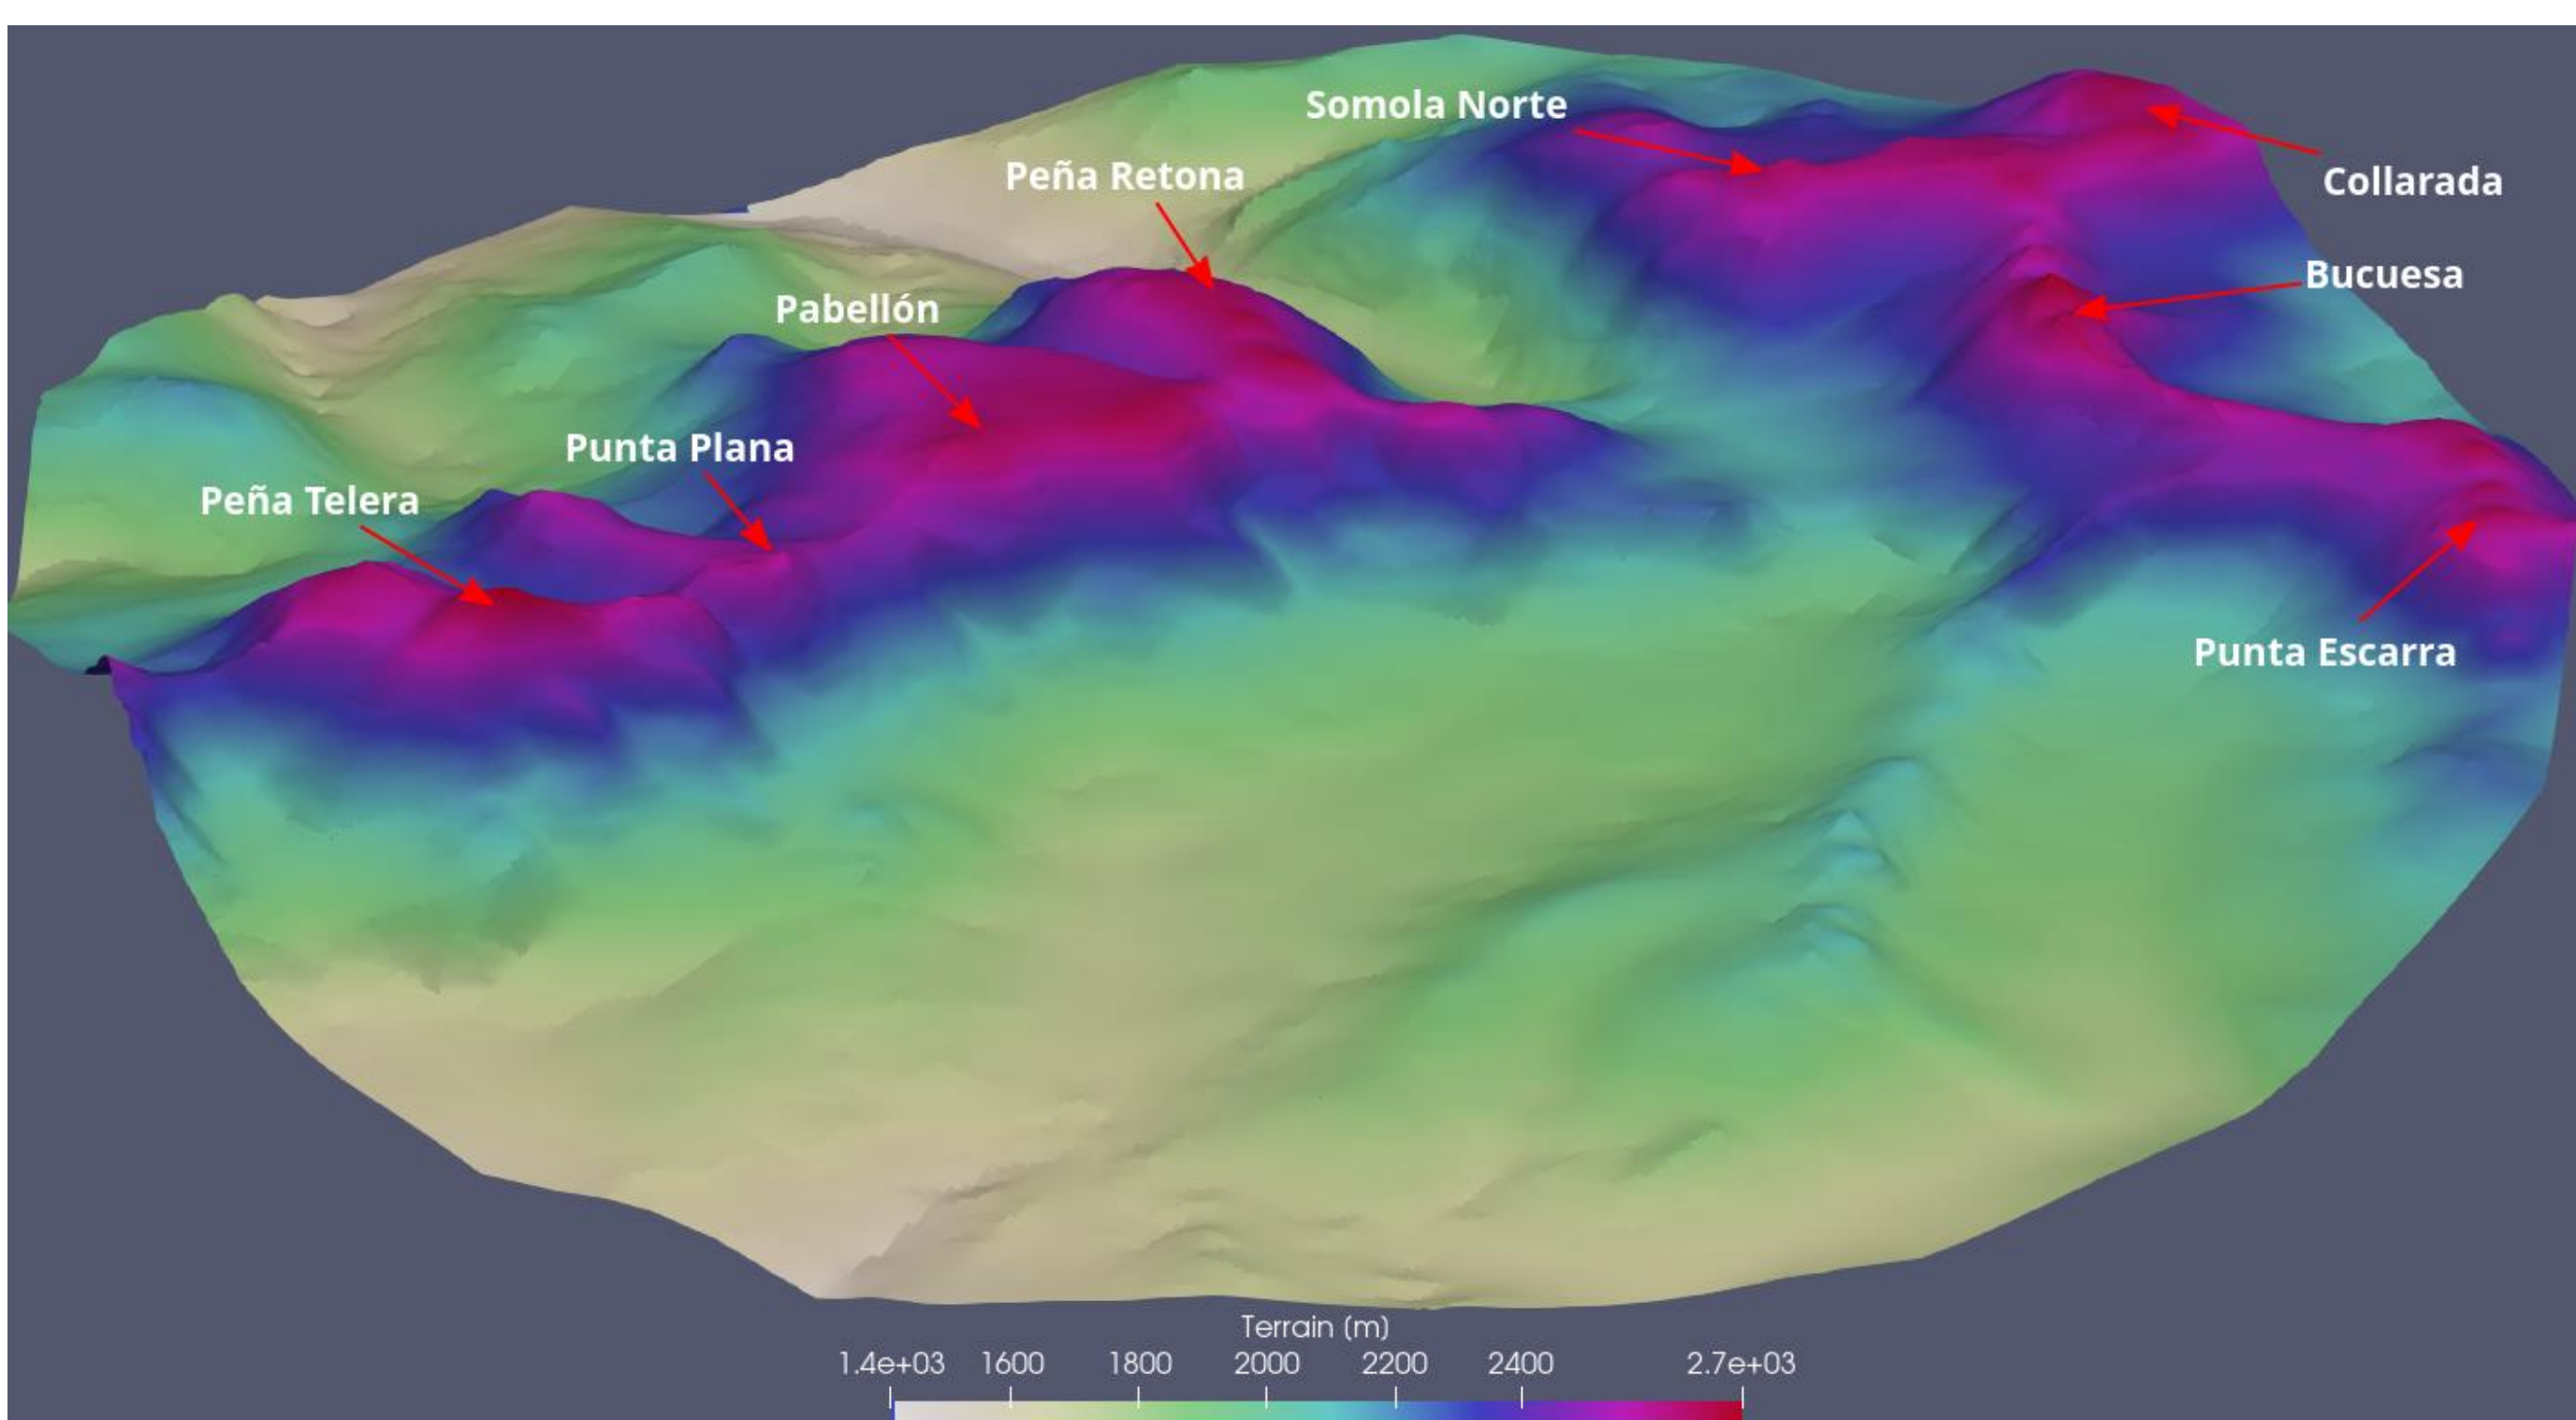 Somola Norte
Peña Retona
Collarada
Bucuesa
Pabellón
Punta Plana
Peña Telera
Punta Escarra
Terrain (m)
1.4e+03 1600 1800 2000 2200 2400 2.7e+03